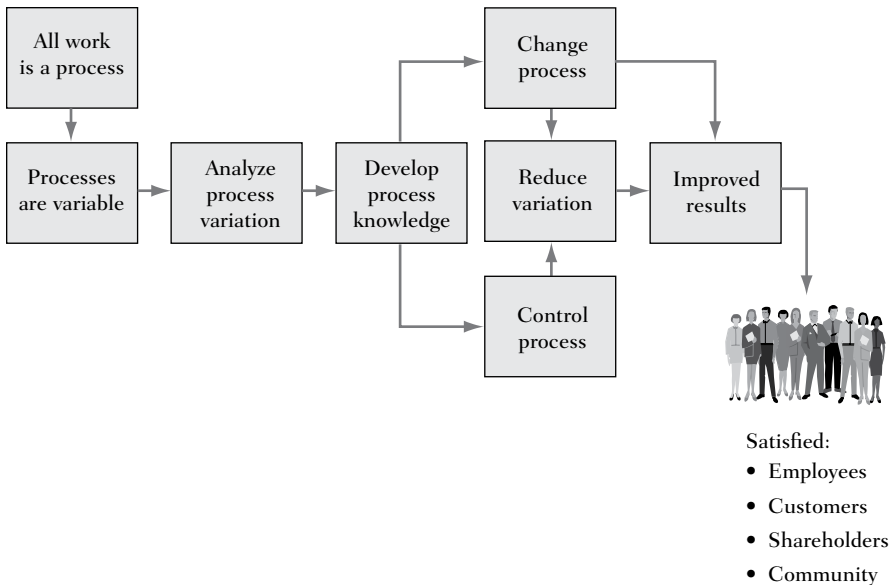 All work
is a process
Processes
are variable
Analyze
process
variation
Develop
process
knowledge
Change
process
Reduce
variation
Control
process
Improved
results
Satisfied:
• Employees
• Customers
• Shareholders
• Community